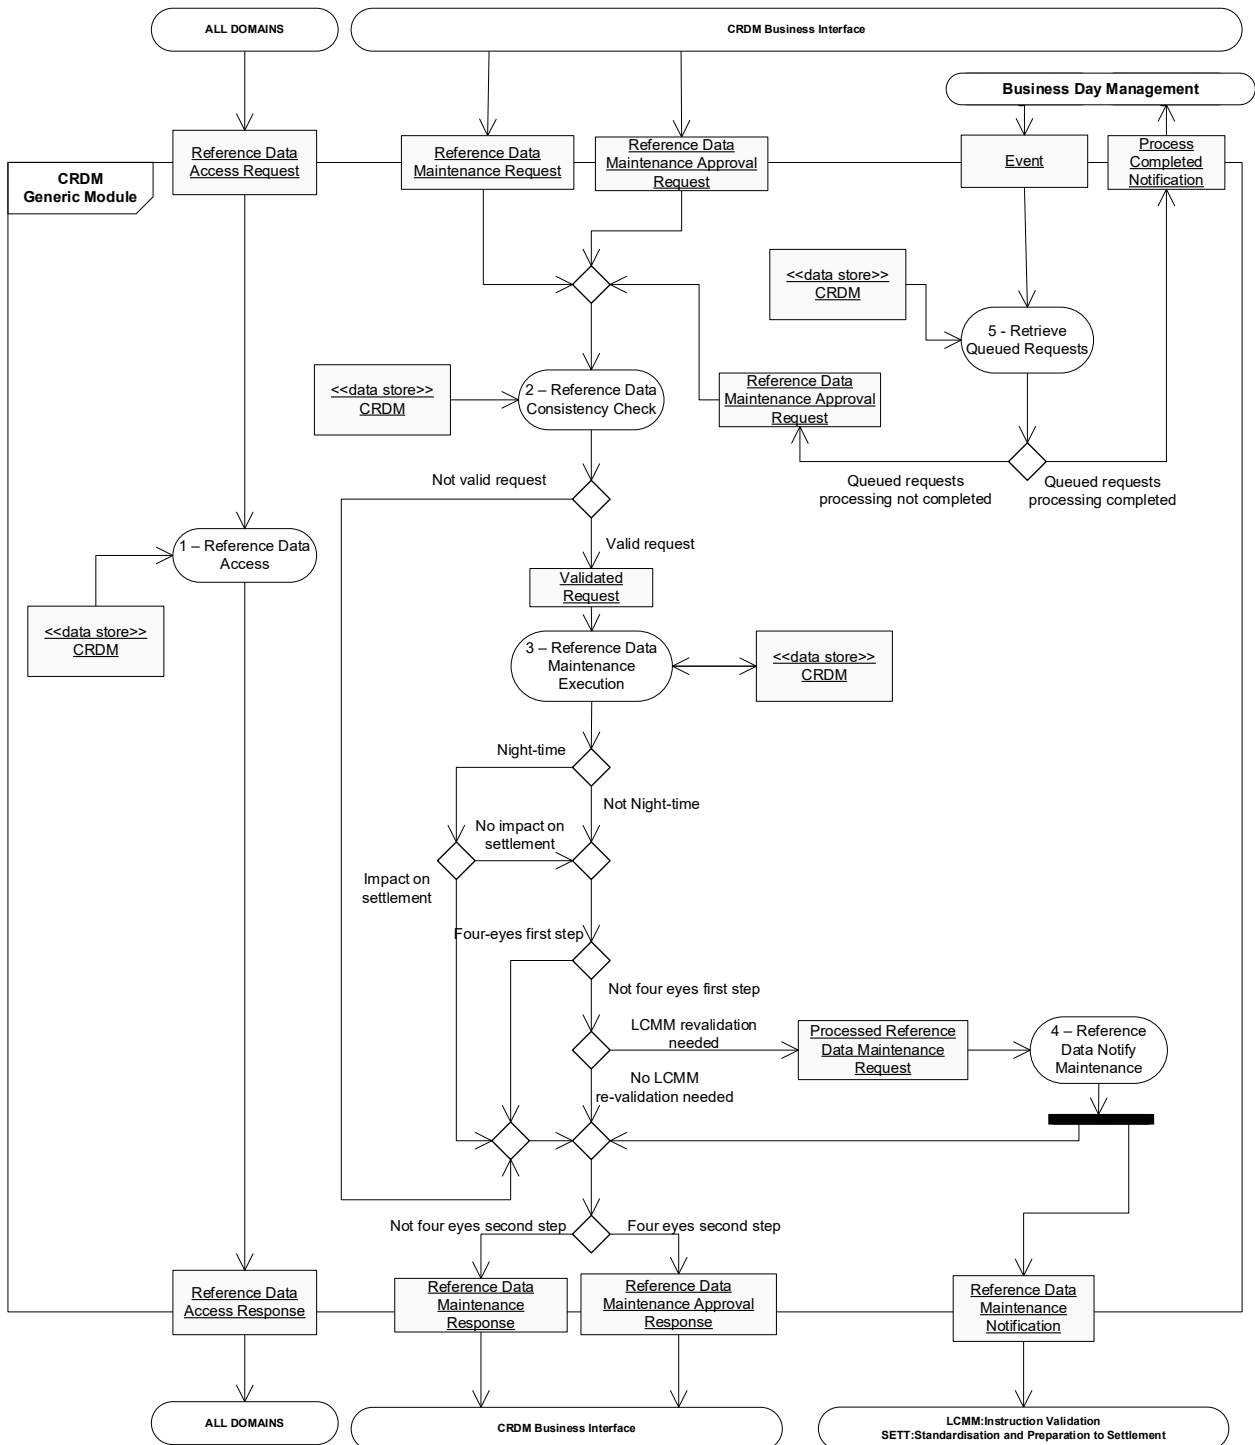 ALL DOMAINS
CRDM Business Interface
Business Day Management
CRDM
Generic Module
Reference Data
Access Request
Reference Data
Maintenance Request
Reference Data
Maintenance Approval
Request
Event
Process
Completed
Notification
<<data store>>
CRDM
5 - Retrieve
Queued Requests
<<data store>>
CRDM
2 – Reference Data
Consistency Check
Reference Data
Maintenance Approval
Request
Queued requests
processing not completed
Queued requests
processing completed
Not valid request
Valid request
1 – Reference Data
Access
<<data store>>
CRDM
Validated
Request
3 – Reference Data
Maintenance
Execution
<<data store>>
CRDM
Night-time
Not Night-time
No impact on
settlement
Impact on
settlement
Four-eyes first step
Not four eyes first step
LCMM revalidation
needed
Processed Reference
Data Maintenance
Request
4 – Reference
Data Notify
Maintenance
No LCMM
re-validation needed
Not four eyes second step
Four eyes second step
Reference Data
Access Response
Reference Data
Maintenance
Response
Reference Data
Maintenance Approval
Response
Reference Data
Maintenance
Notification
ALL DOMAINS
CRDM Business Interface
LCMM:Instruction Validation
SETT:Standardisation and Preparation to Settlement